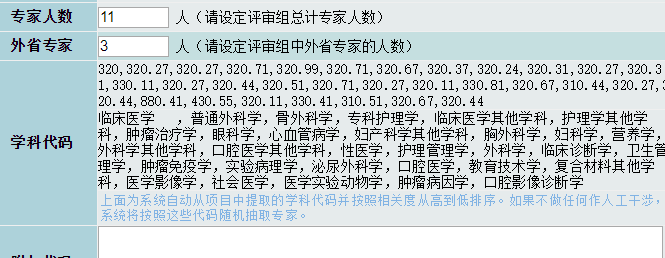 专家人数 11 人（请设定评审组总计专家人数）
外省专家 3 人（请设定评审组中外省专家的人数）
学科代码
320,320.27,320.27,320.71,320.99,320.71,320.67,320.37,320.24,320.31,320.27,320.3
1,330.11,320.27,320.44,320.51,320.71,320.27,320.11,330.81,320.67,310.44,320.27,3
20.44,880.41,430.55,320.11,330.41,310.51,320.67,320.44
临床医学 ，普通外科学，骨外科学，专科护理学，临床医学其他学科，护理学其他学
科，肿瘤治疗学，眼科学，心血管病学，妇产科学其他学科，胸外科学，妇科学，营养学，
外科学其他学科，口腔医学其他学科，性医学，护理管理学，外科学，临床诊断学，卫生管
理学，肿瘤免疫学，实验病理学，泌尿外科学，口腔医学，教育技术学，复合材料其他学
科，医学影像学，社会医学，医学实验动物学，肿瘤病因学，口腔影像诊断学
上面为系统自动从项目中提取的学科代码并按照相关度从高到低排序。如果不做任何作人工干涉，
系统将按照这些代码随机抽取专家。